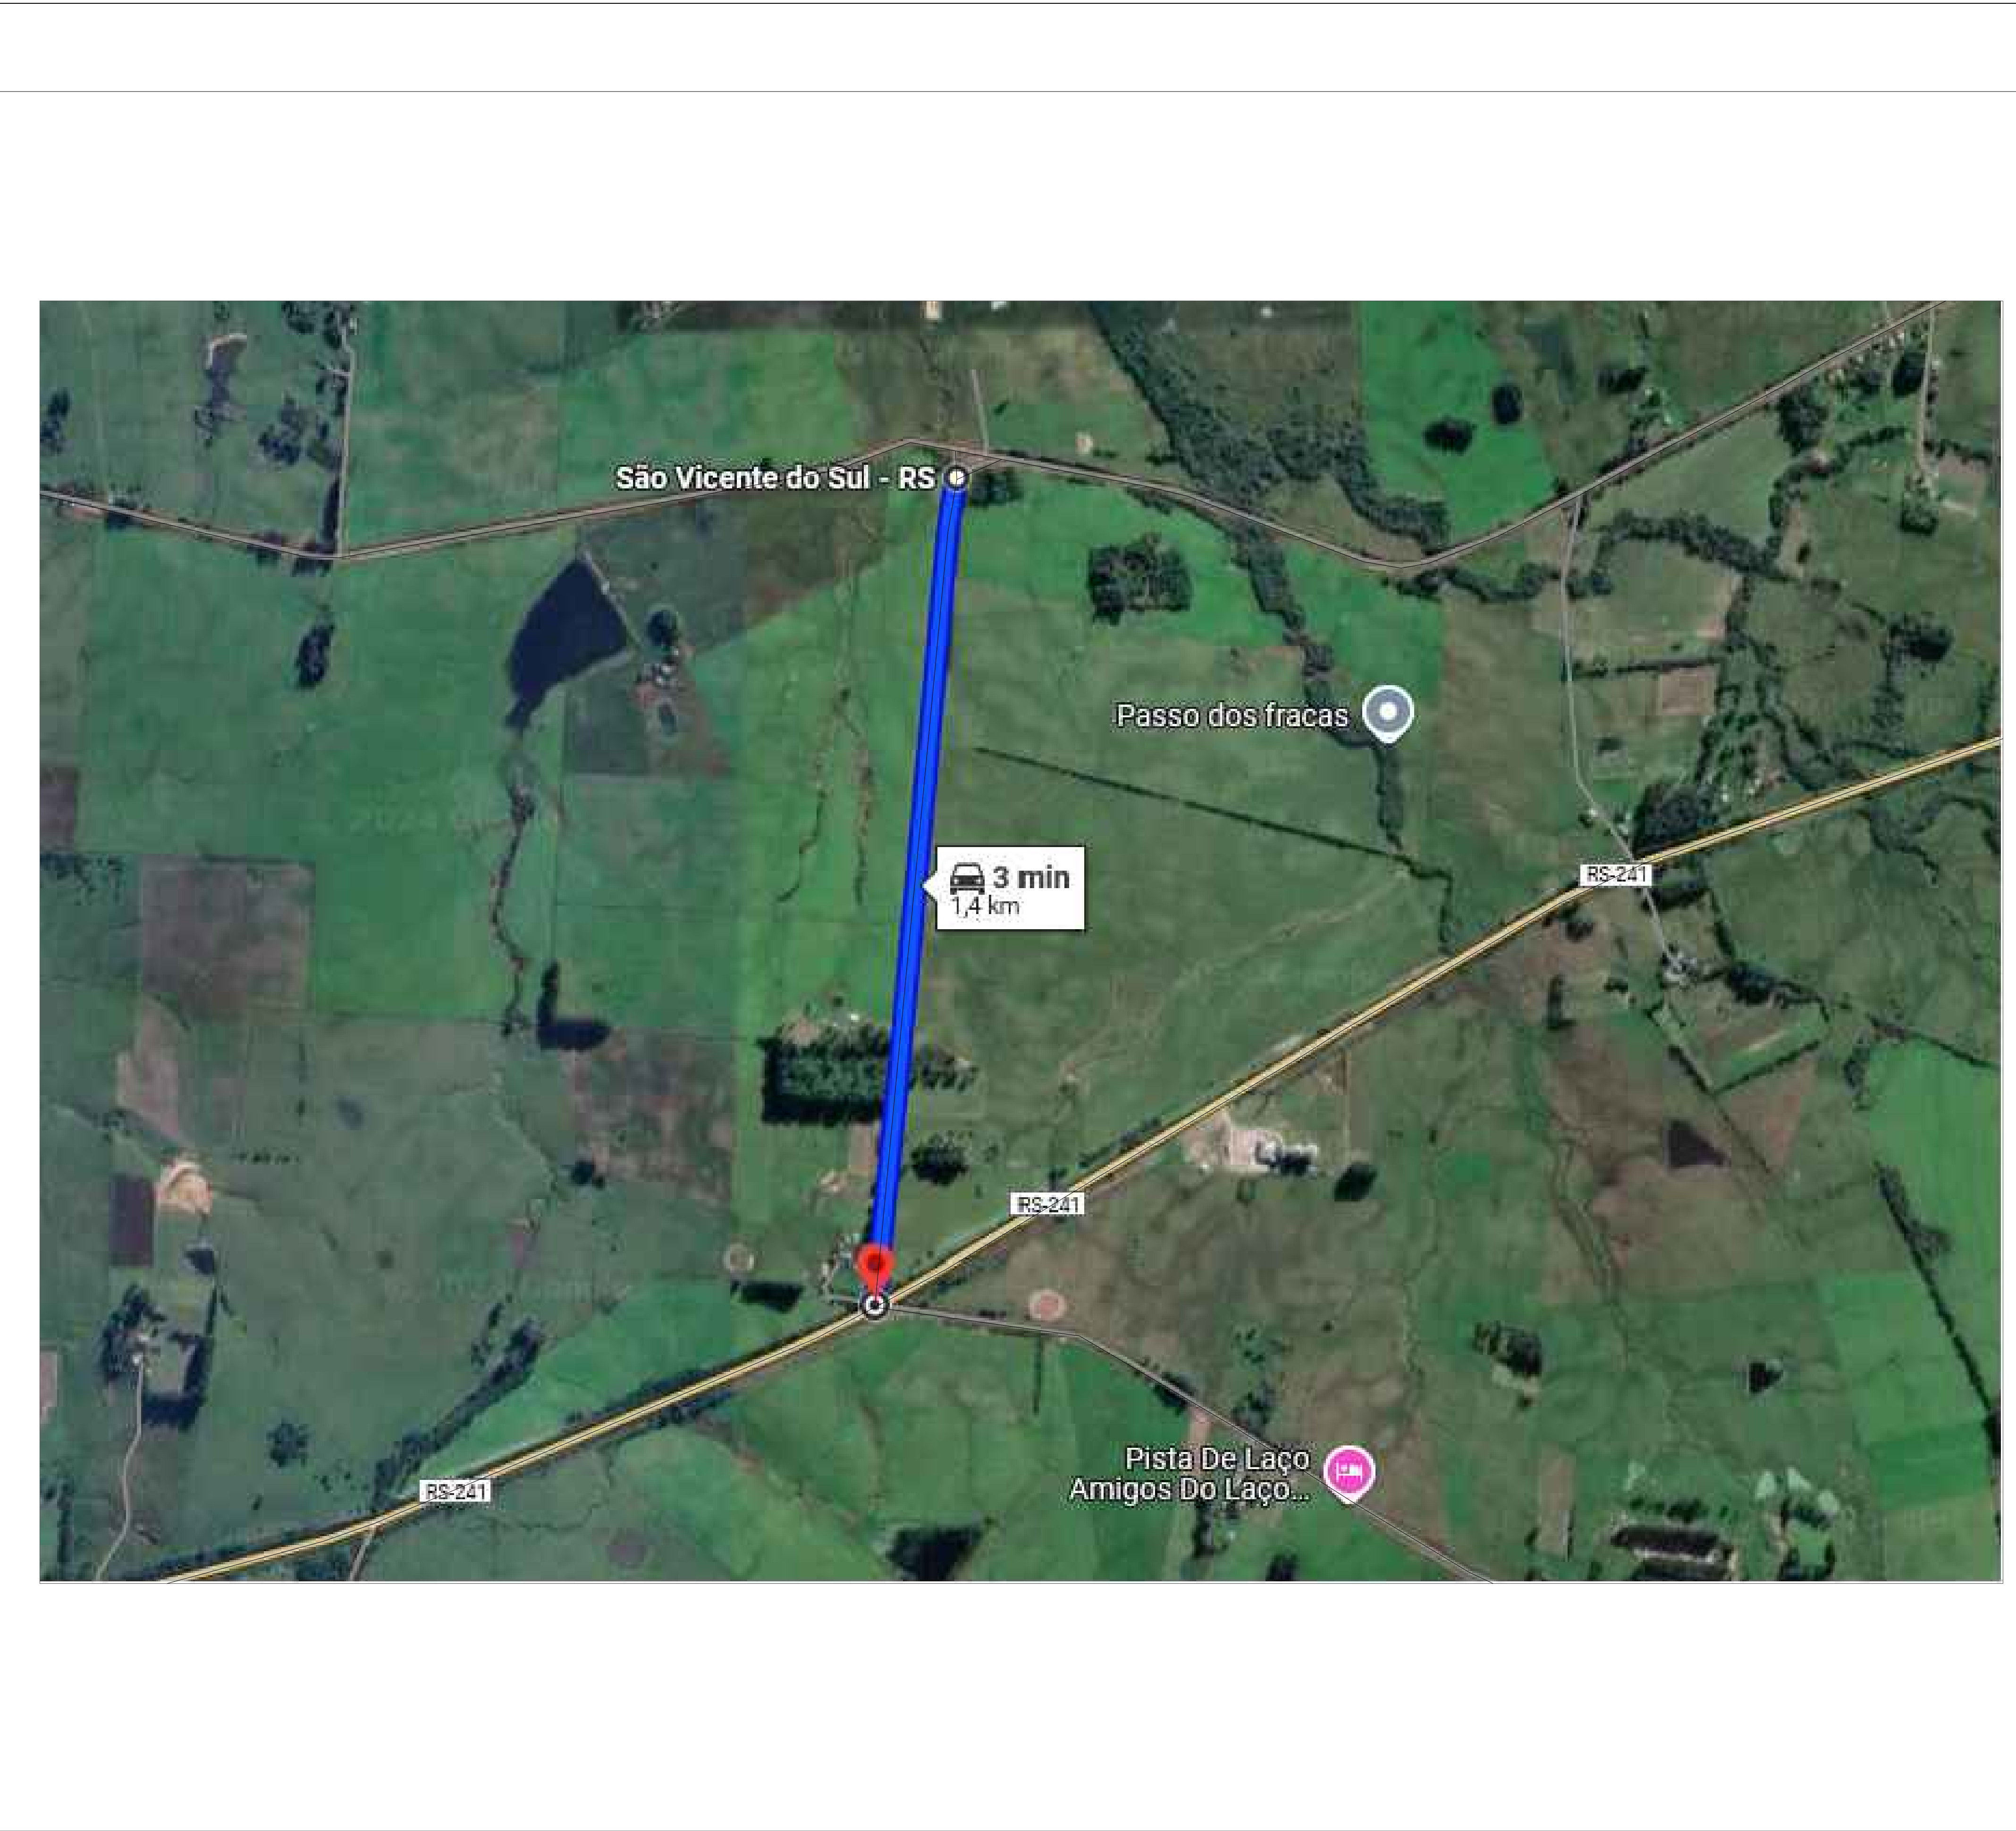 São Vicente do Sul - RS
Passo dos fracas
3 min
1,4 km
RS-241
RS-241
Pista De Laço
Amigos Do Laço...
RS-241